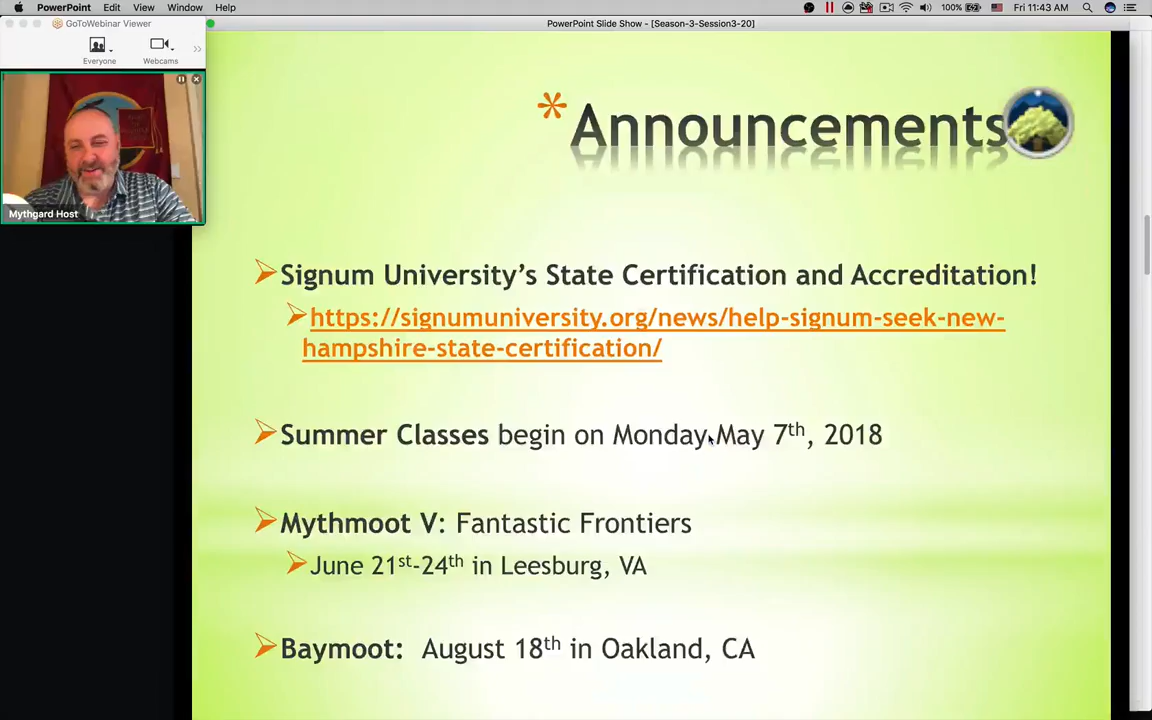 PowerPoint Edit View Window Help
100% Fri 11:43 AM
GoToWebinar Viewer
PowerPoint Slide Show - [Season-3-Session3-20]
Everyone Webcams
Mythgard Host
* Announcements
Signum University's State Certification and Accreditation!
https://signumuniversity.org/news/help-signum-seek-new-
hampshire-state-certification/
Summer Classes begin on Monday May 7th, 2018
Mythmoot V: Fantastic Frontiers
June 21st-24th in Leesburg, VA
Baymoot: August 18th in Oakland, CA